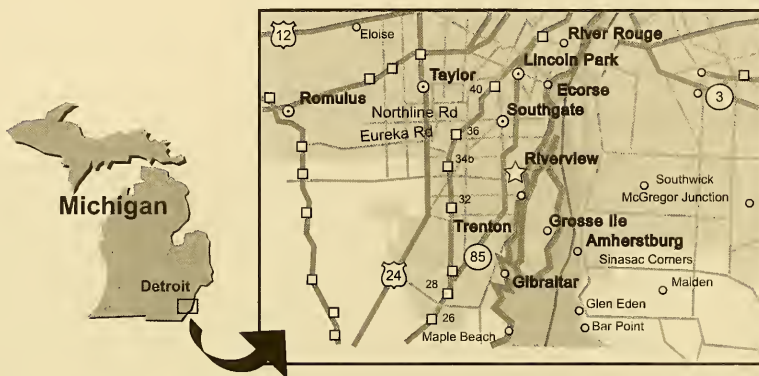 Michigan
Detroit
12
Eloise
River Rouge
Lincoln Park
Taylor
40
Ecorse
3
Romulus
Northline Rd
Southgate
Eureka Rd
36
34b
Riverview
Southwick
McGregor Junction
32
Trenton
Grosse Ile
Amherstburg
85
Sinasac Corners
24
Gibraltar
28
Malden
Glen Eden
26
Maple Beach
Bar Point